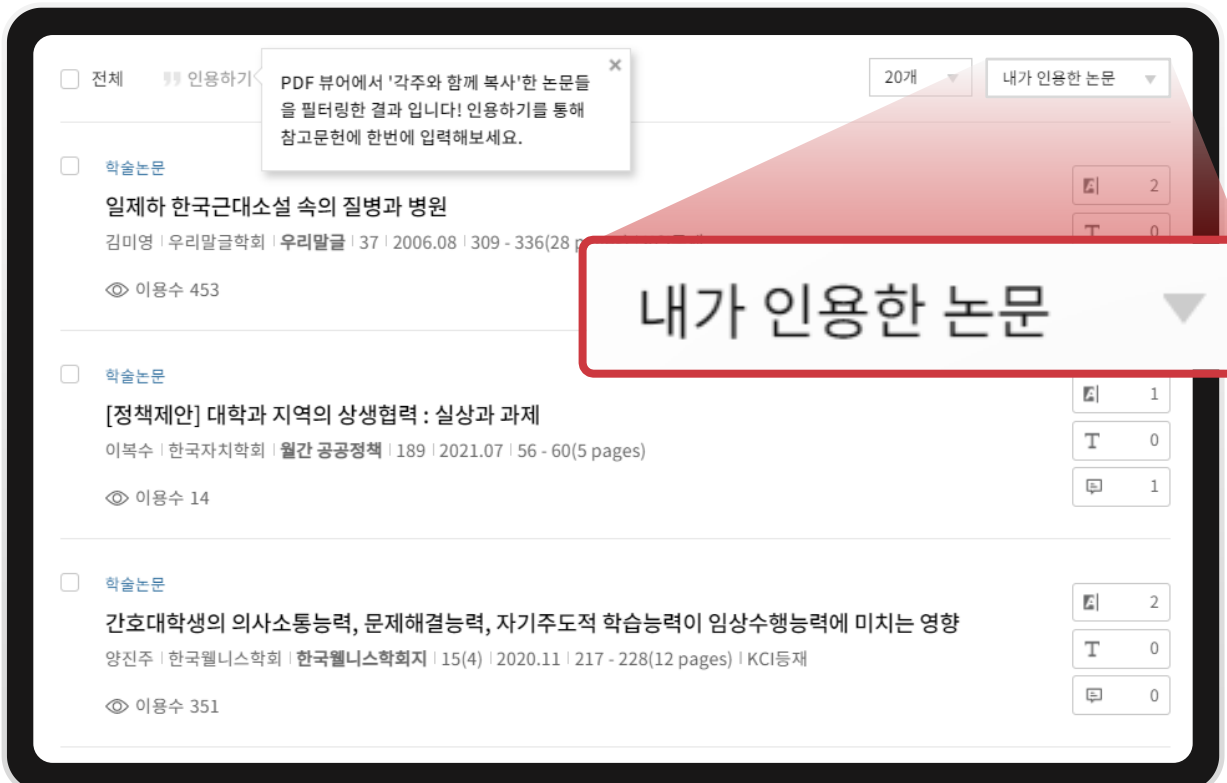 전체
인용하기
PDF 뷰어에서 '각주와 함께 복사'한 논문들
을 필터링한 결과 입니다! 인용하기를 통해
참고문헌에 한번에 입력해보세요.
20개
내가 인용한 논문
학술논문
일제하 한국근대소설 속의 질병과 병원
김미영 | 우리말글학회 | 우리말글 | 37 | 2006.08 | 309 - 336(28
이용수 453
2
T 0
내가 인용한 논문
학술논문
[정책제안] 대학과 지역의 상생협력 : 실상과 과제
이복수 | 한국자치학회 | 월간 공공정책 | 189 | 2021.07 | 56 - 60(5 pages)
이용수 14
1
T 0
1
학술논문
간호대학생의 의사소통능력, 문제해결능력, 자기주도적 학습능력이 임상수행능력에 미치는 영향
양진주 | 한국웰니스학회 | 한국웰니스학회지 | 15(4) | 2020.11 | 217 - 228(12 pages) | KCI등재
이용수 351
2
T 0
0